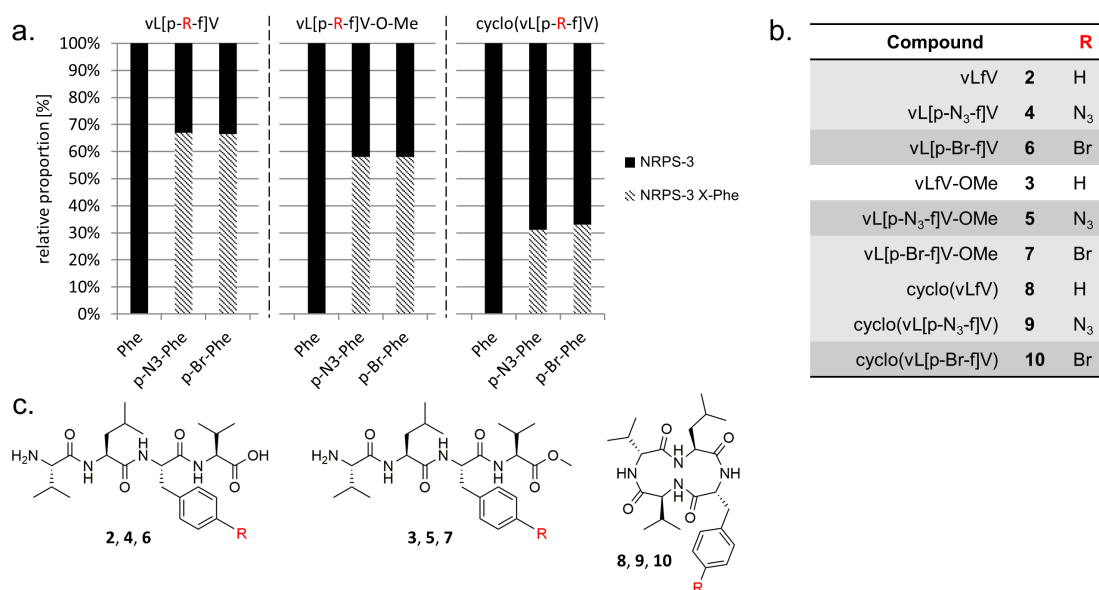 a.
vL[p-R-f]V
vL[p-R-f]V-O-Me
cyclo(vL[p-R-f]V)
relative proportion [%]
100%
90%
80%
70%
60%
50%
40%
30%
20%
10%
0%
Phe
p-N3-Phe
p-Br-Phe
Phe
p-N3-Phe
p-Br-Phe
Phe
p-N3-Phe
p-Br-Phe
NRPS-3
NRPS-3 X-Phe
b.
Compound R
vLfV 2 H
vL[p-N₃-f]V 4 N₃
vL[p-Br-f]V 6 Br
vLfV-OMe 3 H
vL[p-N₃-f]V-OMe 5 N₃
vL[p-Br-f]V-OMe 7 Br
cyclo(vLfV) 8 H
cyclo(vL[p-N₃-f]V) 9 N₃
cyclo(vL[p-Br-f]V) 10 Br
c.
H₂N
O
N
H
O
H
N
O
N
H
O
OH
R
2, 4, 6
H₂N
O
N
H
O
H
N
O
N
H
O
O
R
3, 5, 7
O
O
HN
NH
NH
NH
O
O
R
8, 9, 10